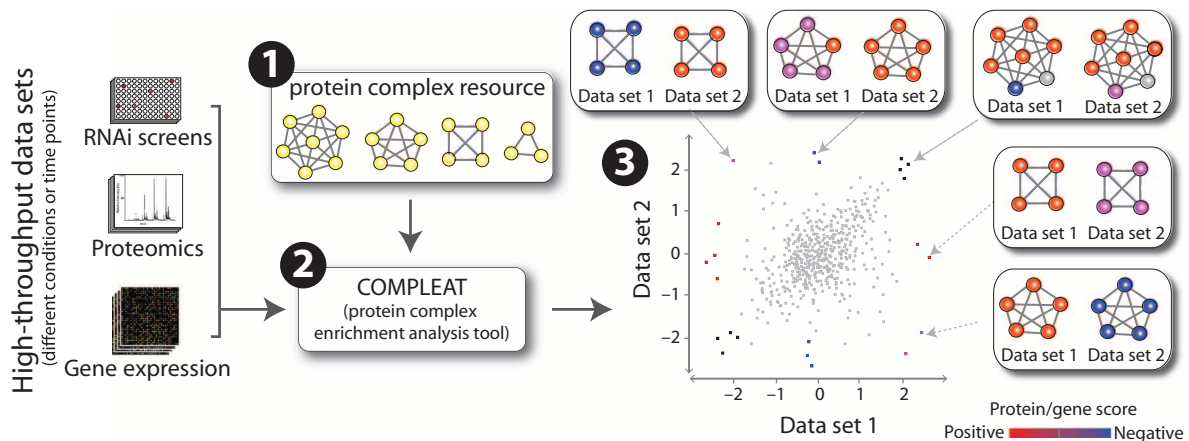 High-throughput data sets
(different conditions or time points)
RNAi screens
Proteomics
Gene expression
1
protein complex resource
2
COMPLEAT
(protein complex
enrichment analysis tool)
3
Data set 1 Data set 2
Data set 1 Data set 2
Data set 1 Data set 2
Data set 1 Data set 2
Data set 1 Data set 2
Data set 2
2
1
0
−1
−2
−2 −1 0 1 2
Data set 1
Protein/gene score
Positive Negative